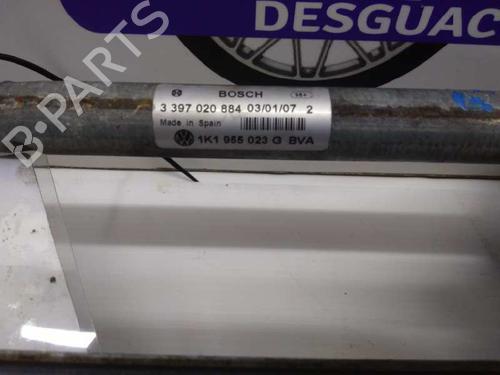 DESGUAC
B-PARTS
BOSCH
3 397 020 884 03/01/07 2
Made in Spain
1K1 955 023 G BVA